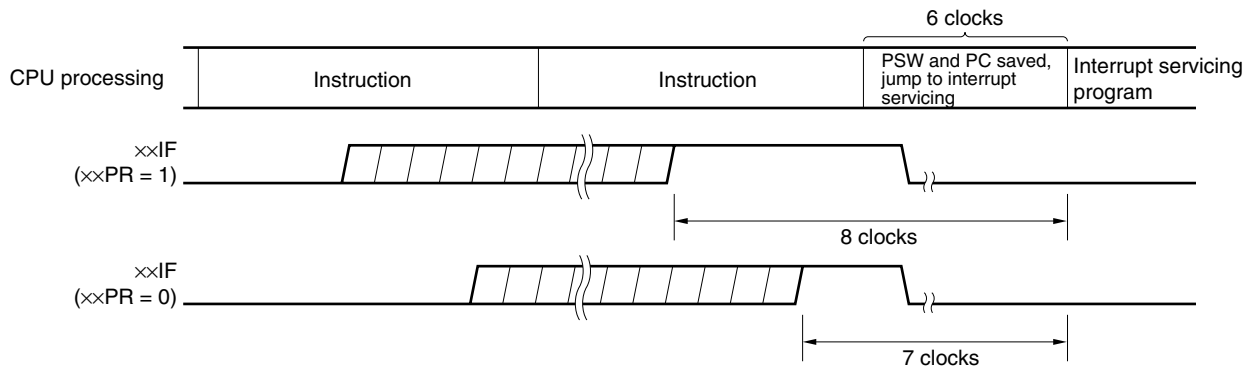 6 clocks
CPU processing
Instruction
Instruction
PSW and PC saved,
jump to interrupt
servicing
Interrupt servicing
program
××IF
(××PR = 1)
8 clocks
××IF
(××PR = 0)
7 clocks